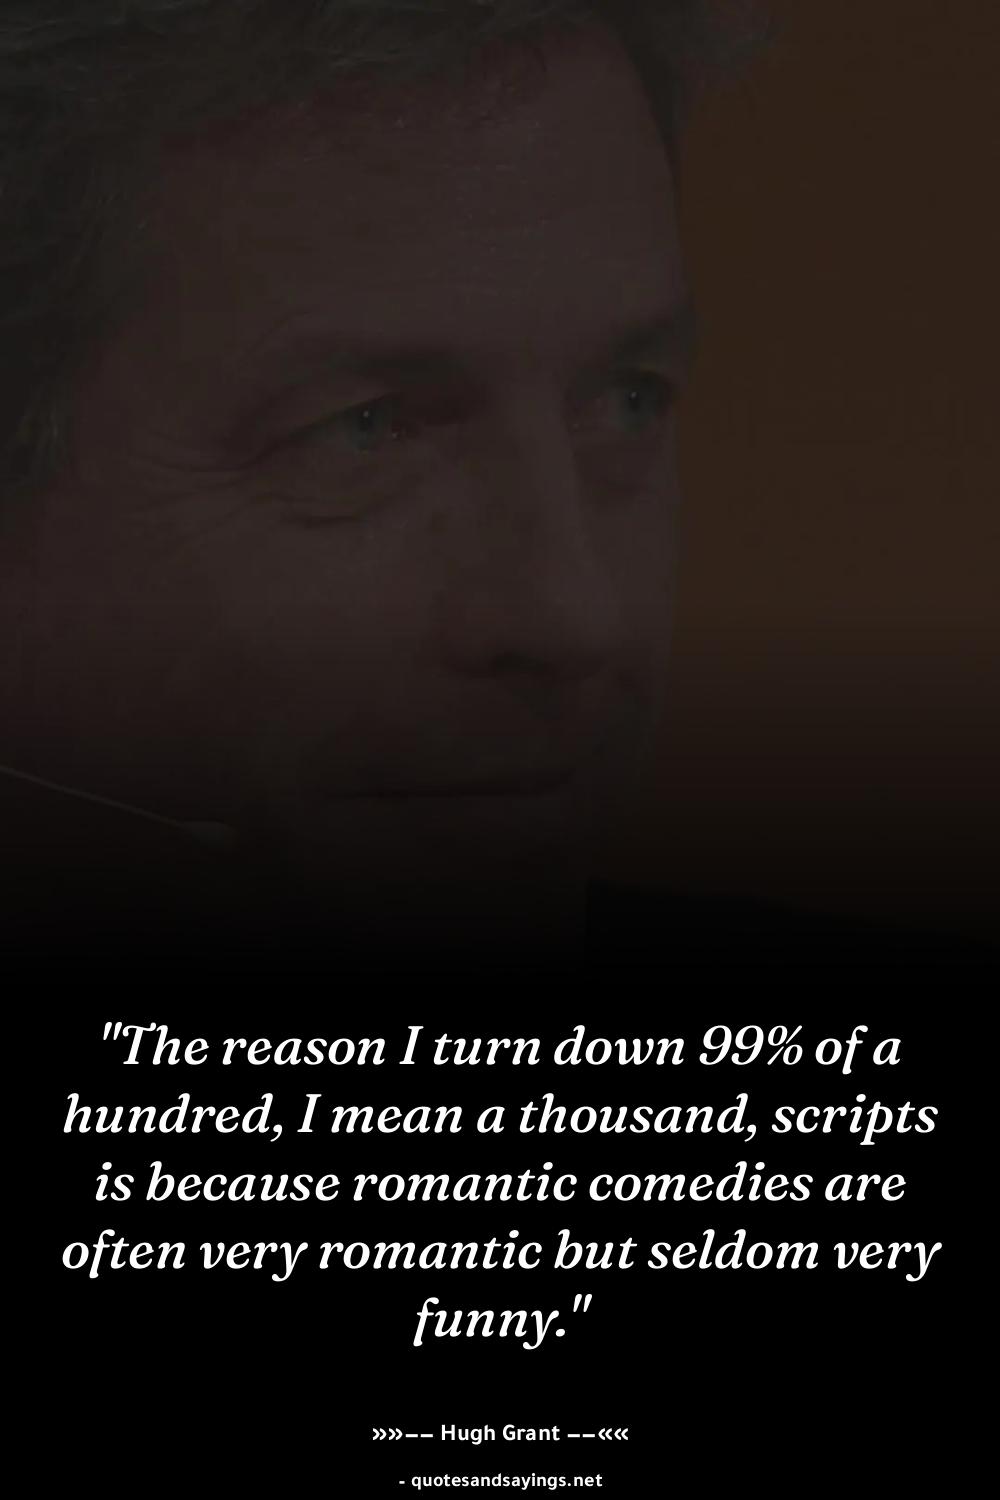 "The reason I turn down 99% of a
hundred, I mean a thousand, scripts
is because romantic comedies are
often very romantic but seldom very
funny."
»»–– Hugh Grant ––««
- quotesandsayings.net